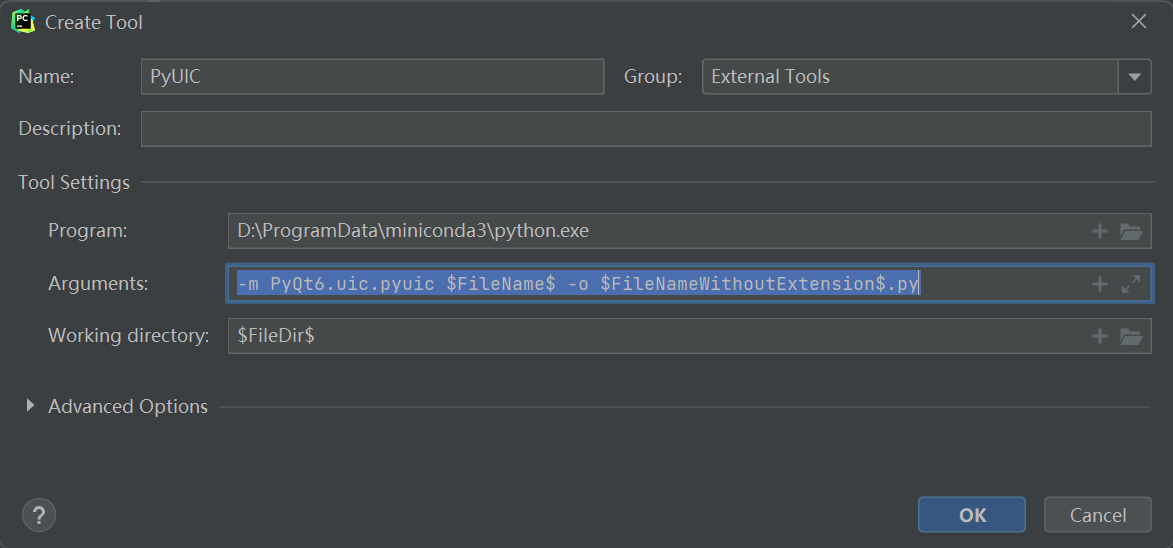 PC Create Tool
Name: PyUIC Group: External Tools
Description:
Tool Settings
Program: D:\ProgramData\miniconda3\python.exe
Arguments: -m PyQt6.uic.pyuic $FileName$ -o $FileNameWithoutExtension$.py
Working directory: $FileDir$
Advanced Options
? OK Cancel